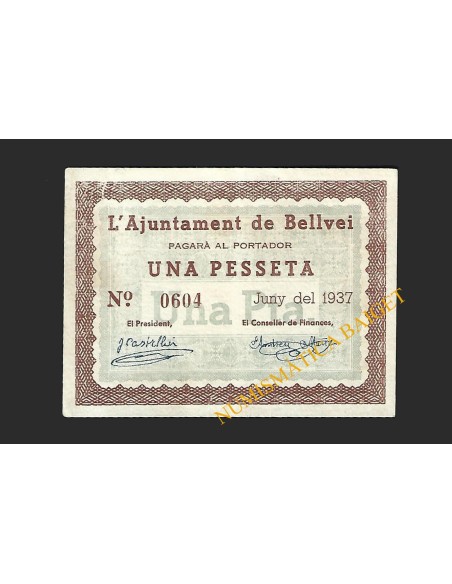 L'Ajuntament de Bellvei
PAGARÀ AL PORTADOR
UNA PESSETA
Nº 0604 Juny del 1937
Una Pta.
El President, El Conseller de Finances,
NUMISMATICA BAIGET